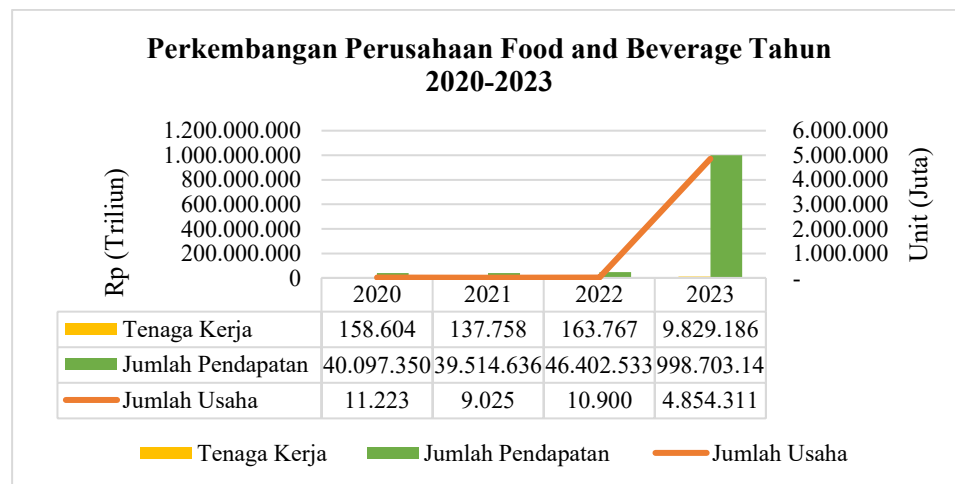 Perkembangan Perusahaan Food and Beverage Tahun
2020-2023
Rp (Triliun)
1.200.000.000
1.000.000.000
800.000.000
600.000.000
400.000.000
200.000.000
0
6.000.000
5.000.000
4.000.000
3.000.000
2.000.000
1.000.000
-
Unit (Juta)
2020 2021 2022 2023
Tenaga Kerja 158.604 137.758 163.767 9.829.186
Jumlah Pendapatan 40.097.350 39.514.636 46.402.533 998.703.14
Jumlah Usaha 11.223 9.025 10.900 4.854.311
Tenaga Kerja Jumlah Pendapatan Jumlah Usaha